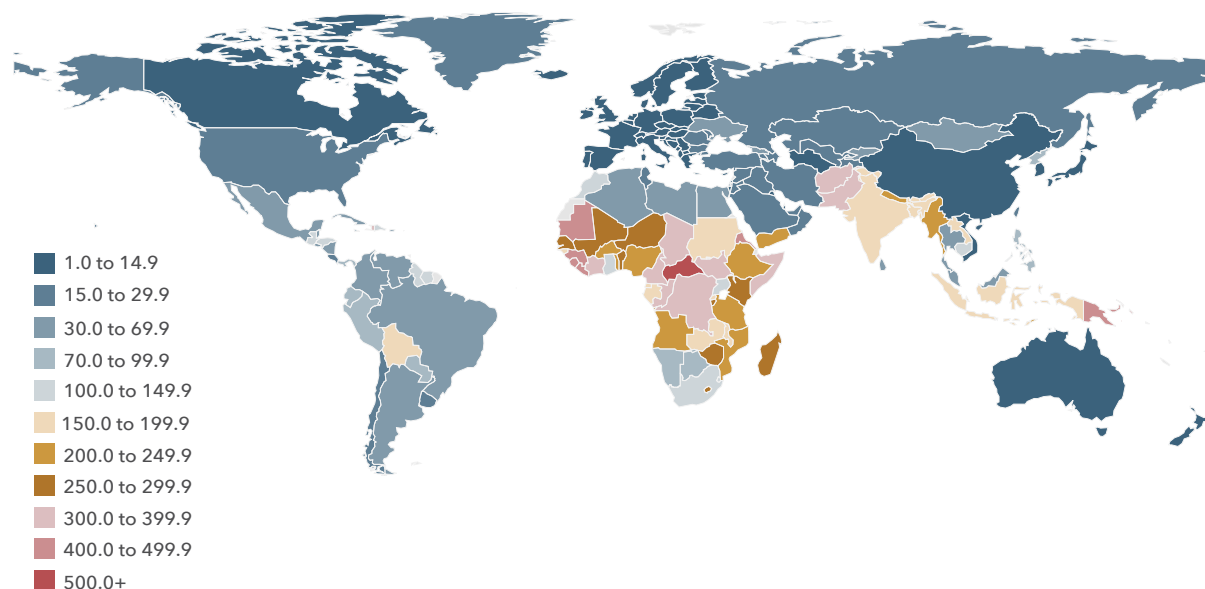 1.0 to 14.9
15.0 to 29.9
30.0 to 69.9
70.0 to 99.9
100.0 to 149.9
150.0 to 199.9
200.0 to 249.9
250.0 to 299.9
300.0 to 399.9
400.0 to 499.9
500.0+